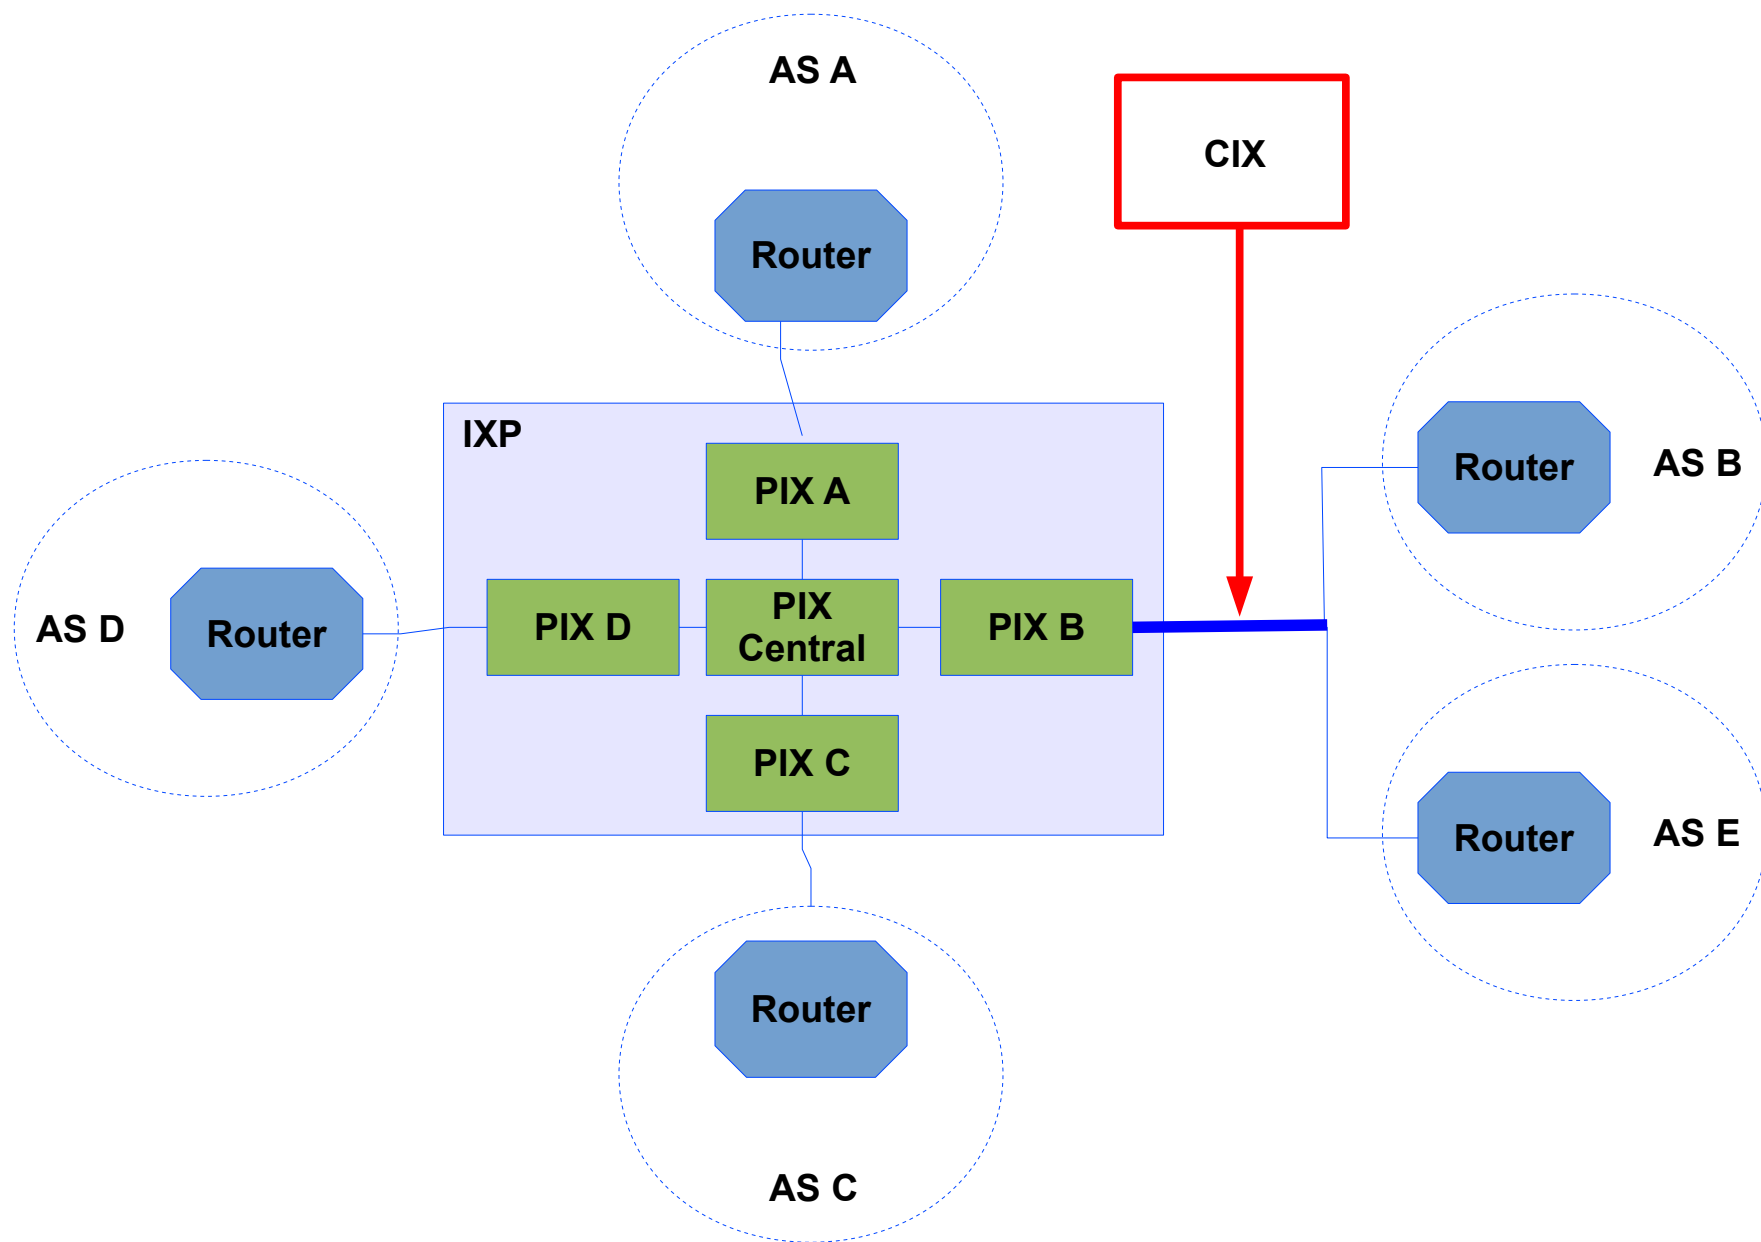 AS A
CIX
Router
IXP
AS B
Router
PIX A
AS D
Router
PIX D
PIX
Central
PIX B
PIX C
Router
AS E
Router
AS C